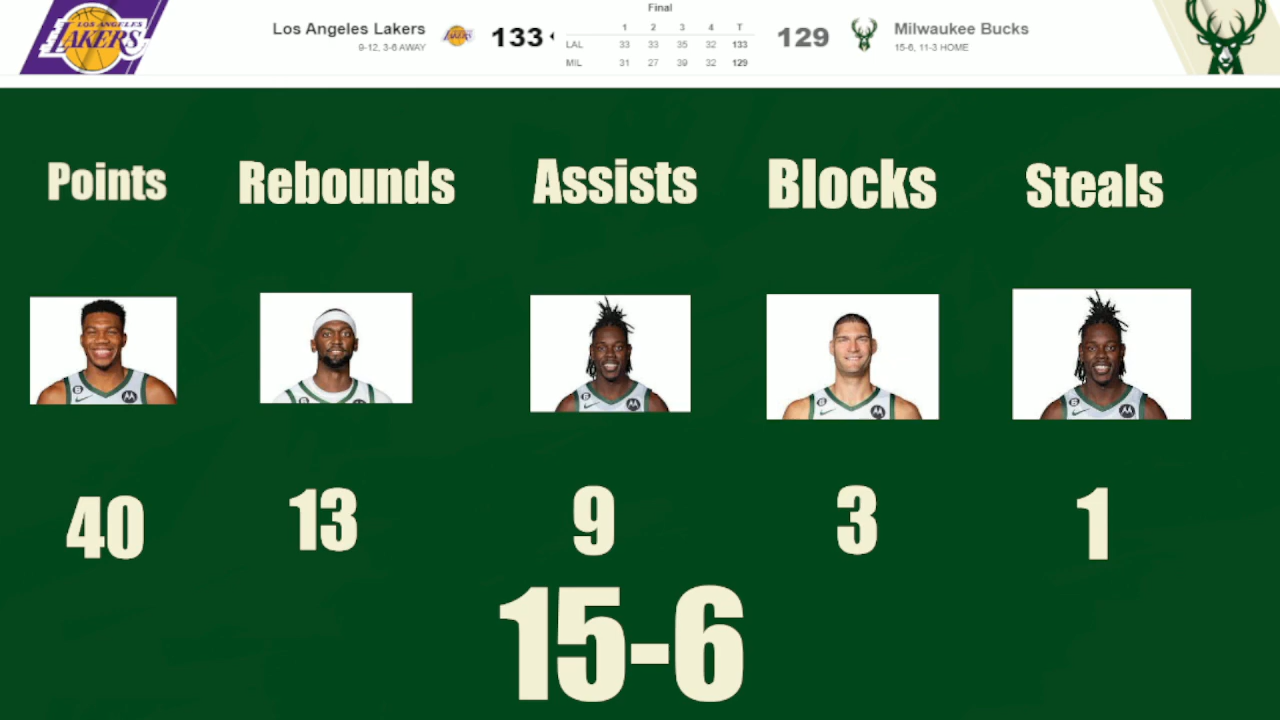 Final
LOS ANGELES
LAKERS
Los Angeles Lakers
9-12, 3-6 AWAY
133
1 2 3 4 T
LAL 33 33 35 32 133
MIL 31 27 39 32 129
129
Milwaukee Bucks
15-6, 11-3 HOME
Points Rebounds Assists Blocks Steals
40 13 9 3 1
15-6